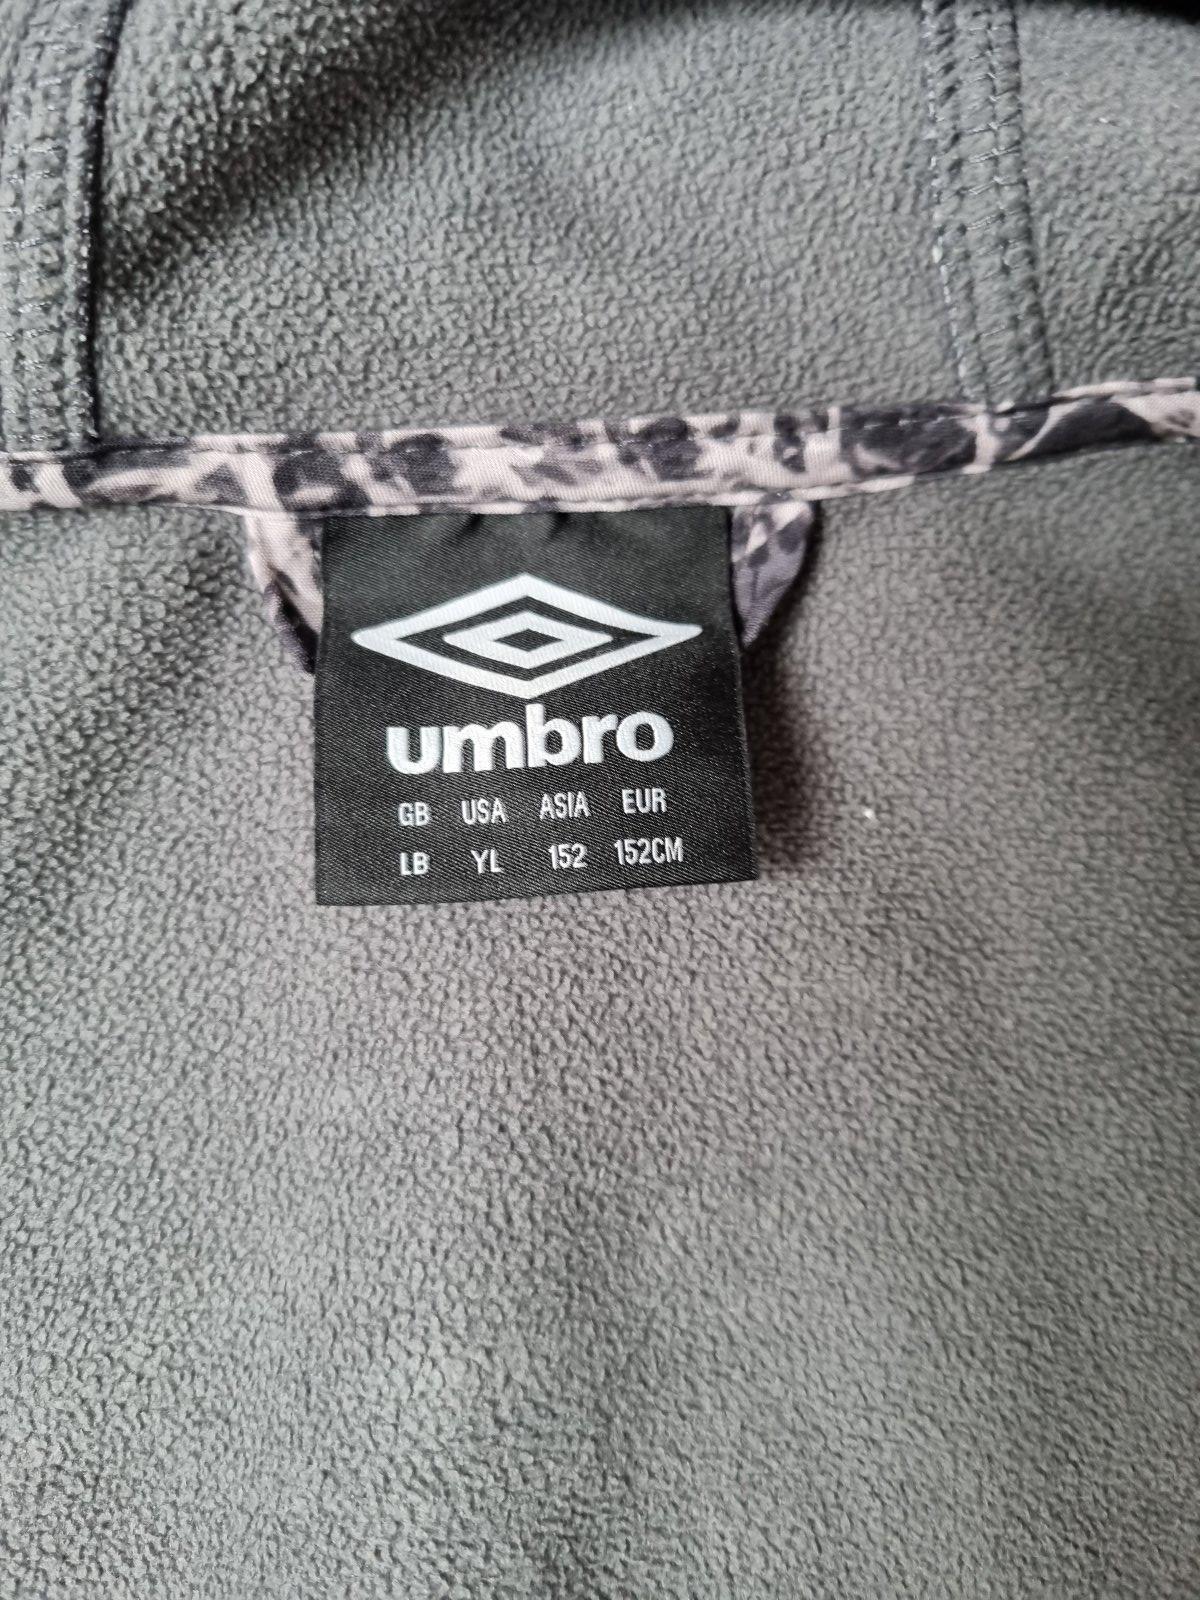 umbro
GB USA ASIA EUR
LB YL 152 152CM